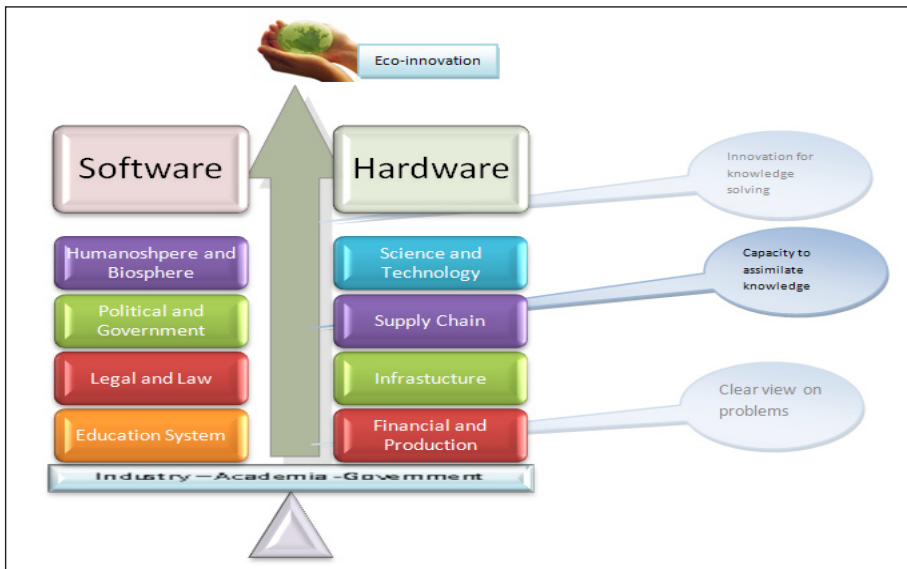 Eco-innovation
Software
Hardware
Innovation for
knowledge
solving
Humanoshpere and
Biosphere
Science and
Technology
Capacity to
assimilate
knowledge
Political and
Government
Supply Chain
Legal and Law
Infrastucture
Clear view on
problems
Education System
Financial and
Production
Industry—Academia -Government